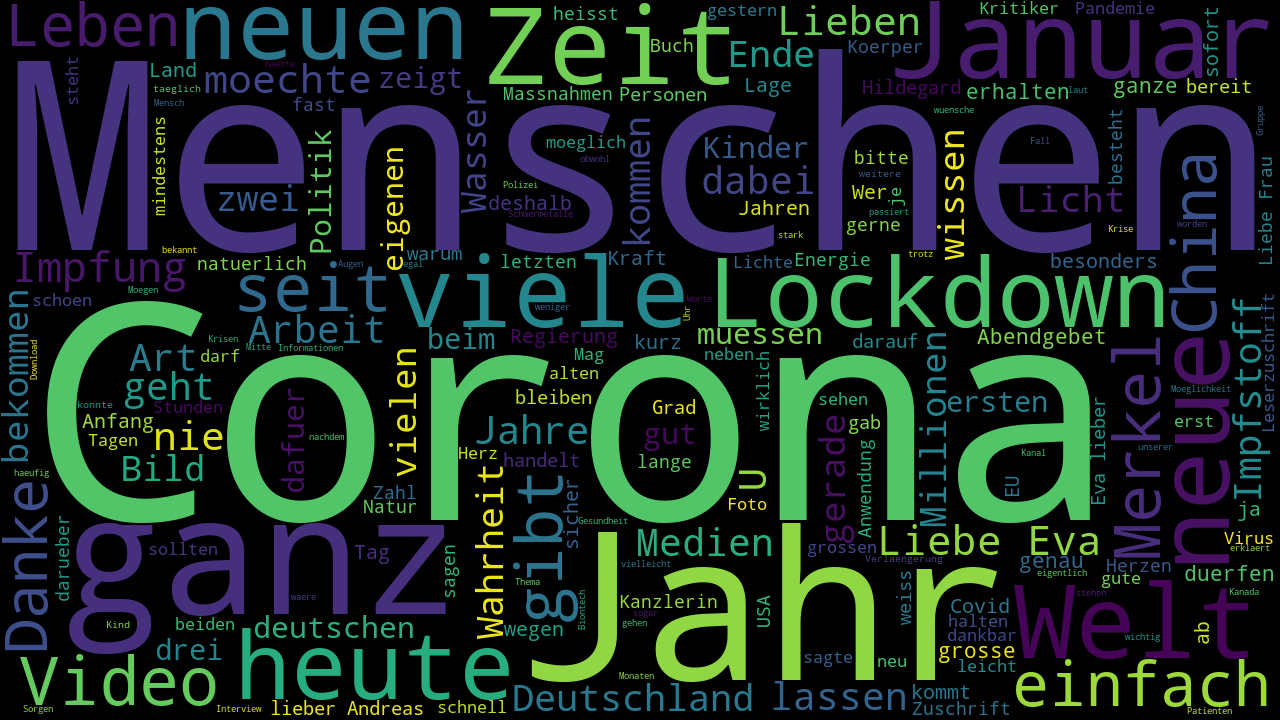 Leben
neuen
Zeit
heisst
gestern
Lieben
Kritiker
Pandemie
Januar
sofort
Buch
Ende
Koerper
steht
Land
haette
moechte
zeigt
Massnahmen
Personen
Lage
Hildegard
erhalten
ganze
bereit
taeglich
Mensch
fast
Menschen
wuensche
laut
Gruppe
mindestens
Politik
eigenen
Wasser
moeglich
obwohl
kommen
Kinder
dabei
bitte
weitere
Wer
je
wissen
Fall
besteht
China
Liebe Frau
zwei
Polizei
deshalb
Schwermetalle
Jahren
passiert
gerne
Licht
stark
Krise
worden
bekannt
Impfung
natuerlich
Augen
egal
warum
letzten
Kraft
Lichte
Energie
trotz
besonders
schoen
Moegen
seit
viele
weniger
Worte
Uhr
Lockdown
bekommen
Arbeit
beim
Regierung
kurz
muessen
darauf
Abendgebet
Leserzuschrift
Download
Krisen
Mitte
Informationen
Art
darf
Mag
neben
geht
alten
wirklich
Millionen
Merkel
neue
Moeglichkeit
Impfstoff
konnte
Stunden
dafuer
vielen
bleiben
Grad
sehen
ersten
Anfang
nie
Jahre
gut
gab
Eva lieber
erst
Tagen
nachdem
Corona
Herz
handelt
lange
gerade
Anwendung
Kanal
unserer
haeufig
Bild
Zahl
Natur
Wahrheit
gibt
sicher
U
Foto
EU
ja
Danke
darueber
ganz
sollten
Tag
sagen
Gesundheit
Medien
grossen
Verlaengerung
Liebe Eva
genau
Herzen
Virus
erklaert
vielleicht
eigentlich
gute
duerfen
waere
Thema
Biontech
Jahr
Kanzlerin
sogar
gehen
USA
weiss
Covid
halten
stehen
Kanada
Kind
beiden
deutschen
wegen
dankbar
Welt
wichtig
ab
drei
heute
sagte
neu
grosse
leicht
Video
Monaten
einfach
Sorgen
Interview
lieber Andreas
schnell
Deutschland
lassen
kommt
Zuschrift
Patienten